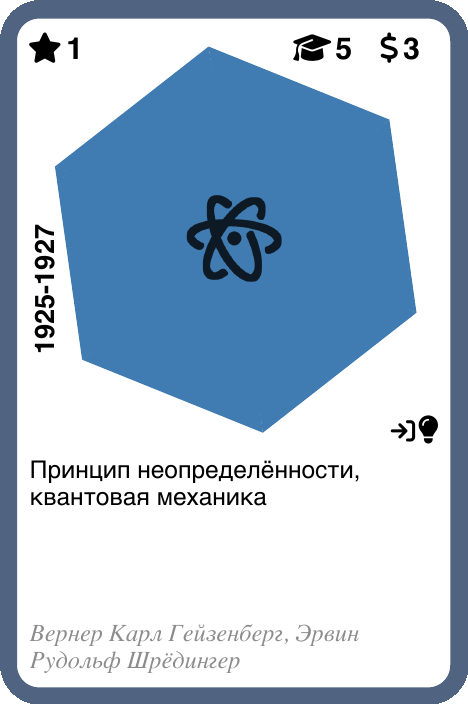 1
5 $3
1925-1927
Принцип неопределённости,
квантовая механика
Вернер Карл Гейзенберг, Эрвин
Рудольф Шрёдингер